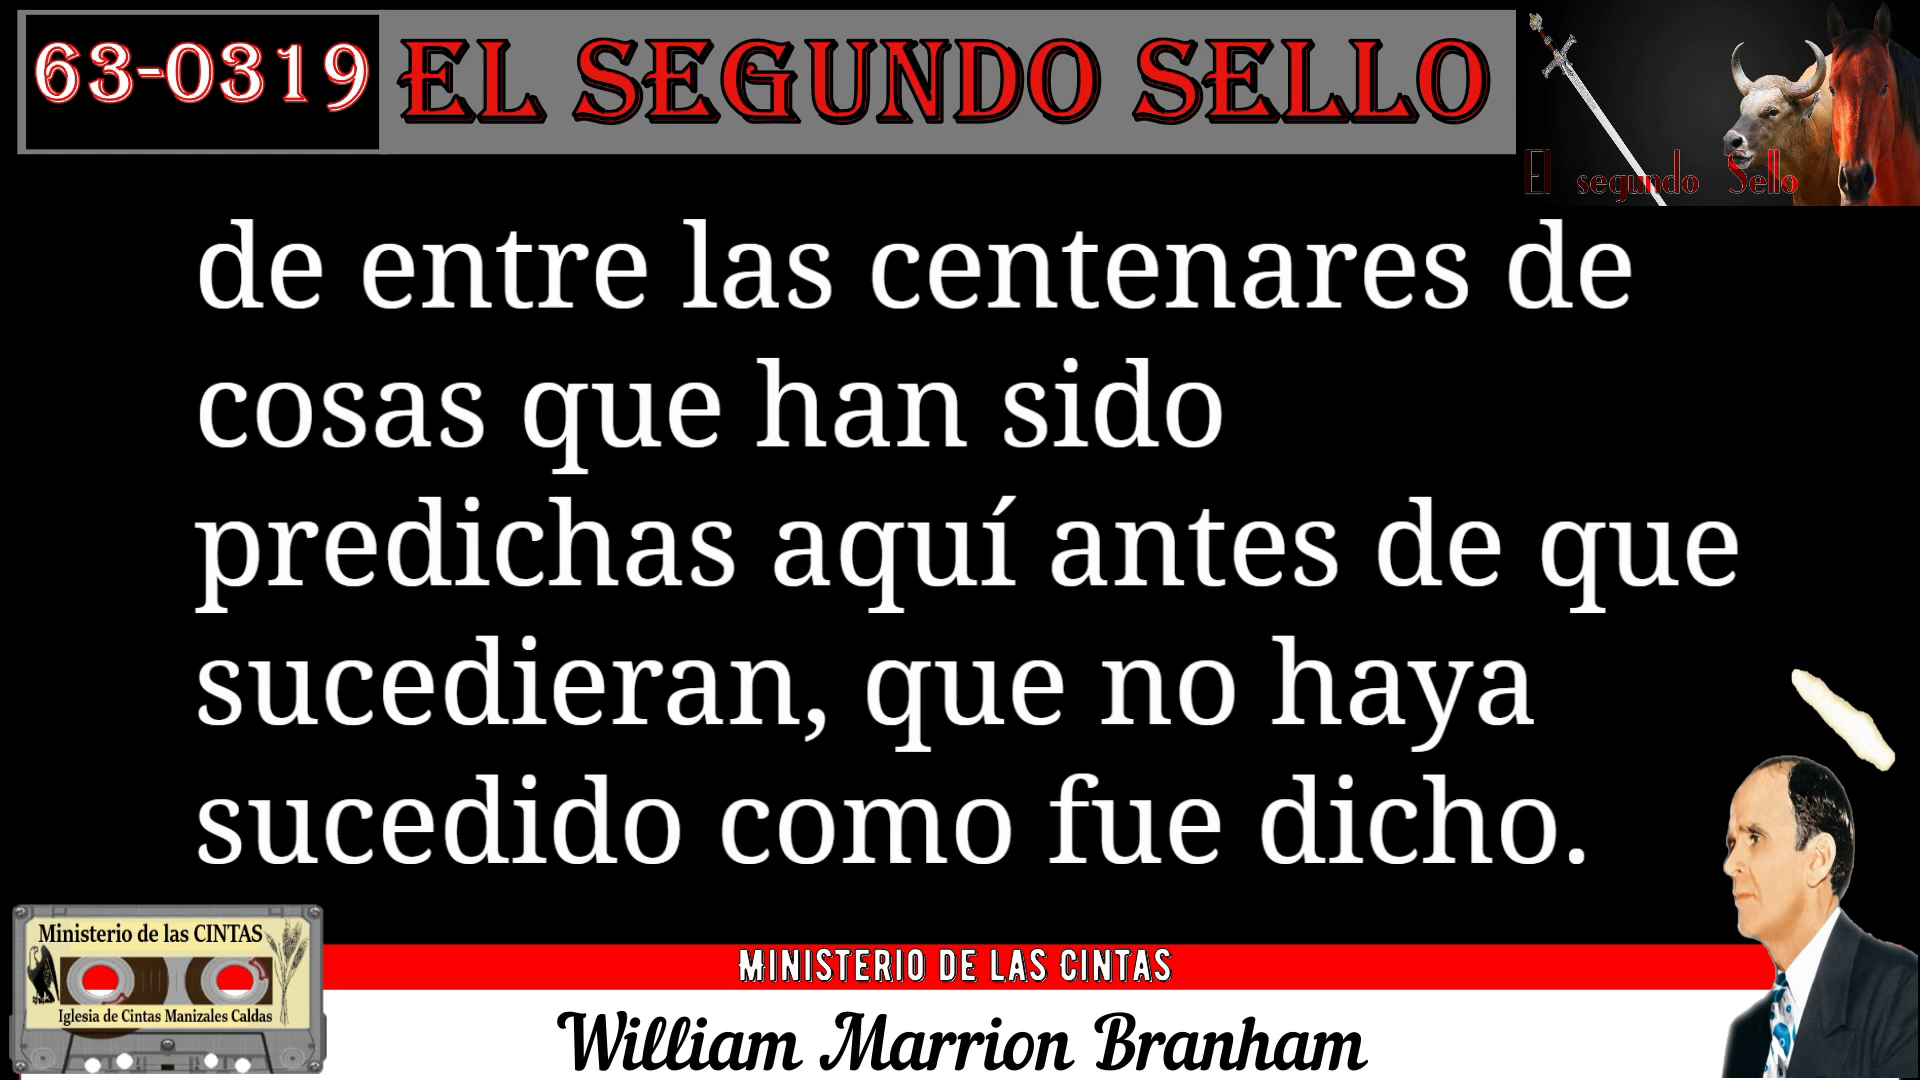 63-0319
EL SEGUNDO SELLO
El segundo Sello
de entre las centenares de
cosas que han sido
predichas aquí antes de que
sucedieran, que no haya
sucedido como fue dicho.
Ministerio de las CINTAS
Iglesia de Cintas Manizales Caldas
MINISTERIO DE LAS CINTAS
William Marrion Branham